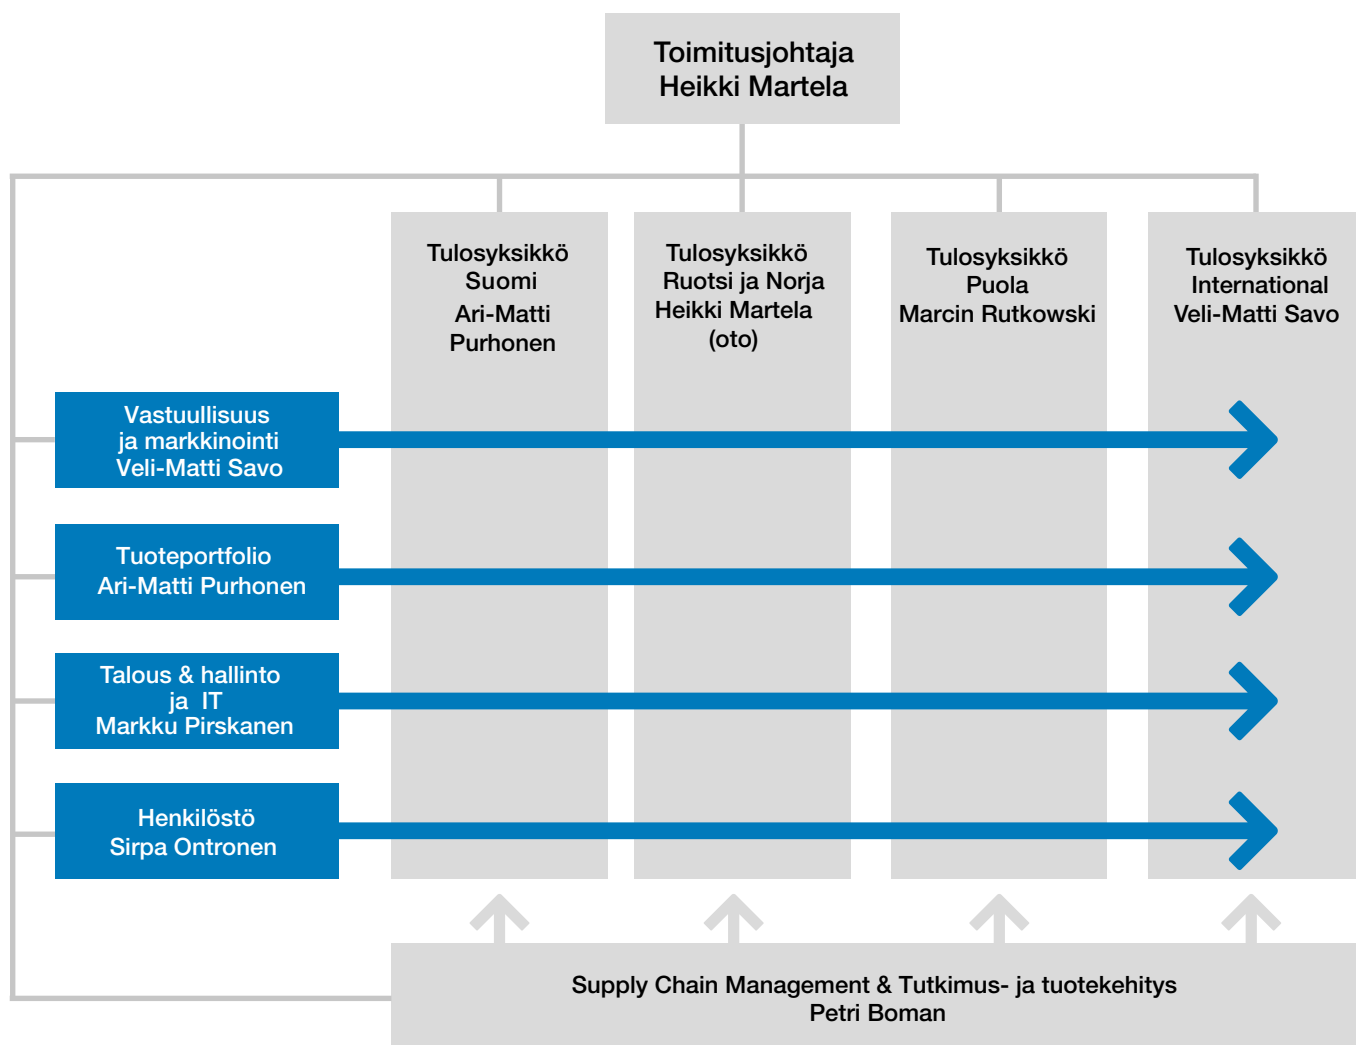 Toimitusjohtaja
Heikki Martela
Tulosyksikkö
Suomi
Ari-Matti
Purhonen
Tulosyksikkö
Ruotsi ja Norja
Heikki Martela
(oto)
Tulosyksikkö
Puola
Marcin Rutkowski
Tulosyksikkö
International
Veli-Matti Savo
Vastuullisuus
ja markkinointi
Veli-Matti Savo
Tuoteportfolio
Ari-Matti Purhonen
Talous & hallinto
ja IT
Markku Pirskanen
Henkilöstö
Sirpa Ontronen
Supply Chain Management & Tutkimus- ja tuotekehitys
Petri Boman